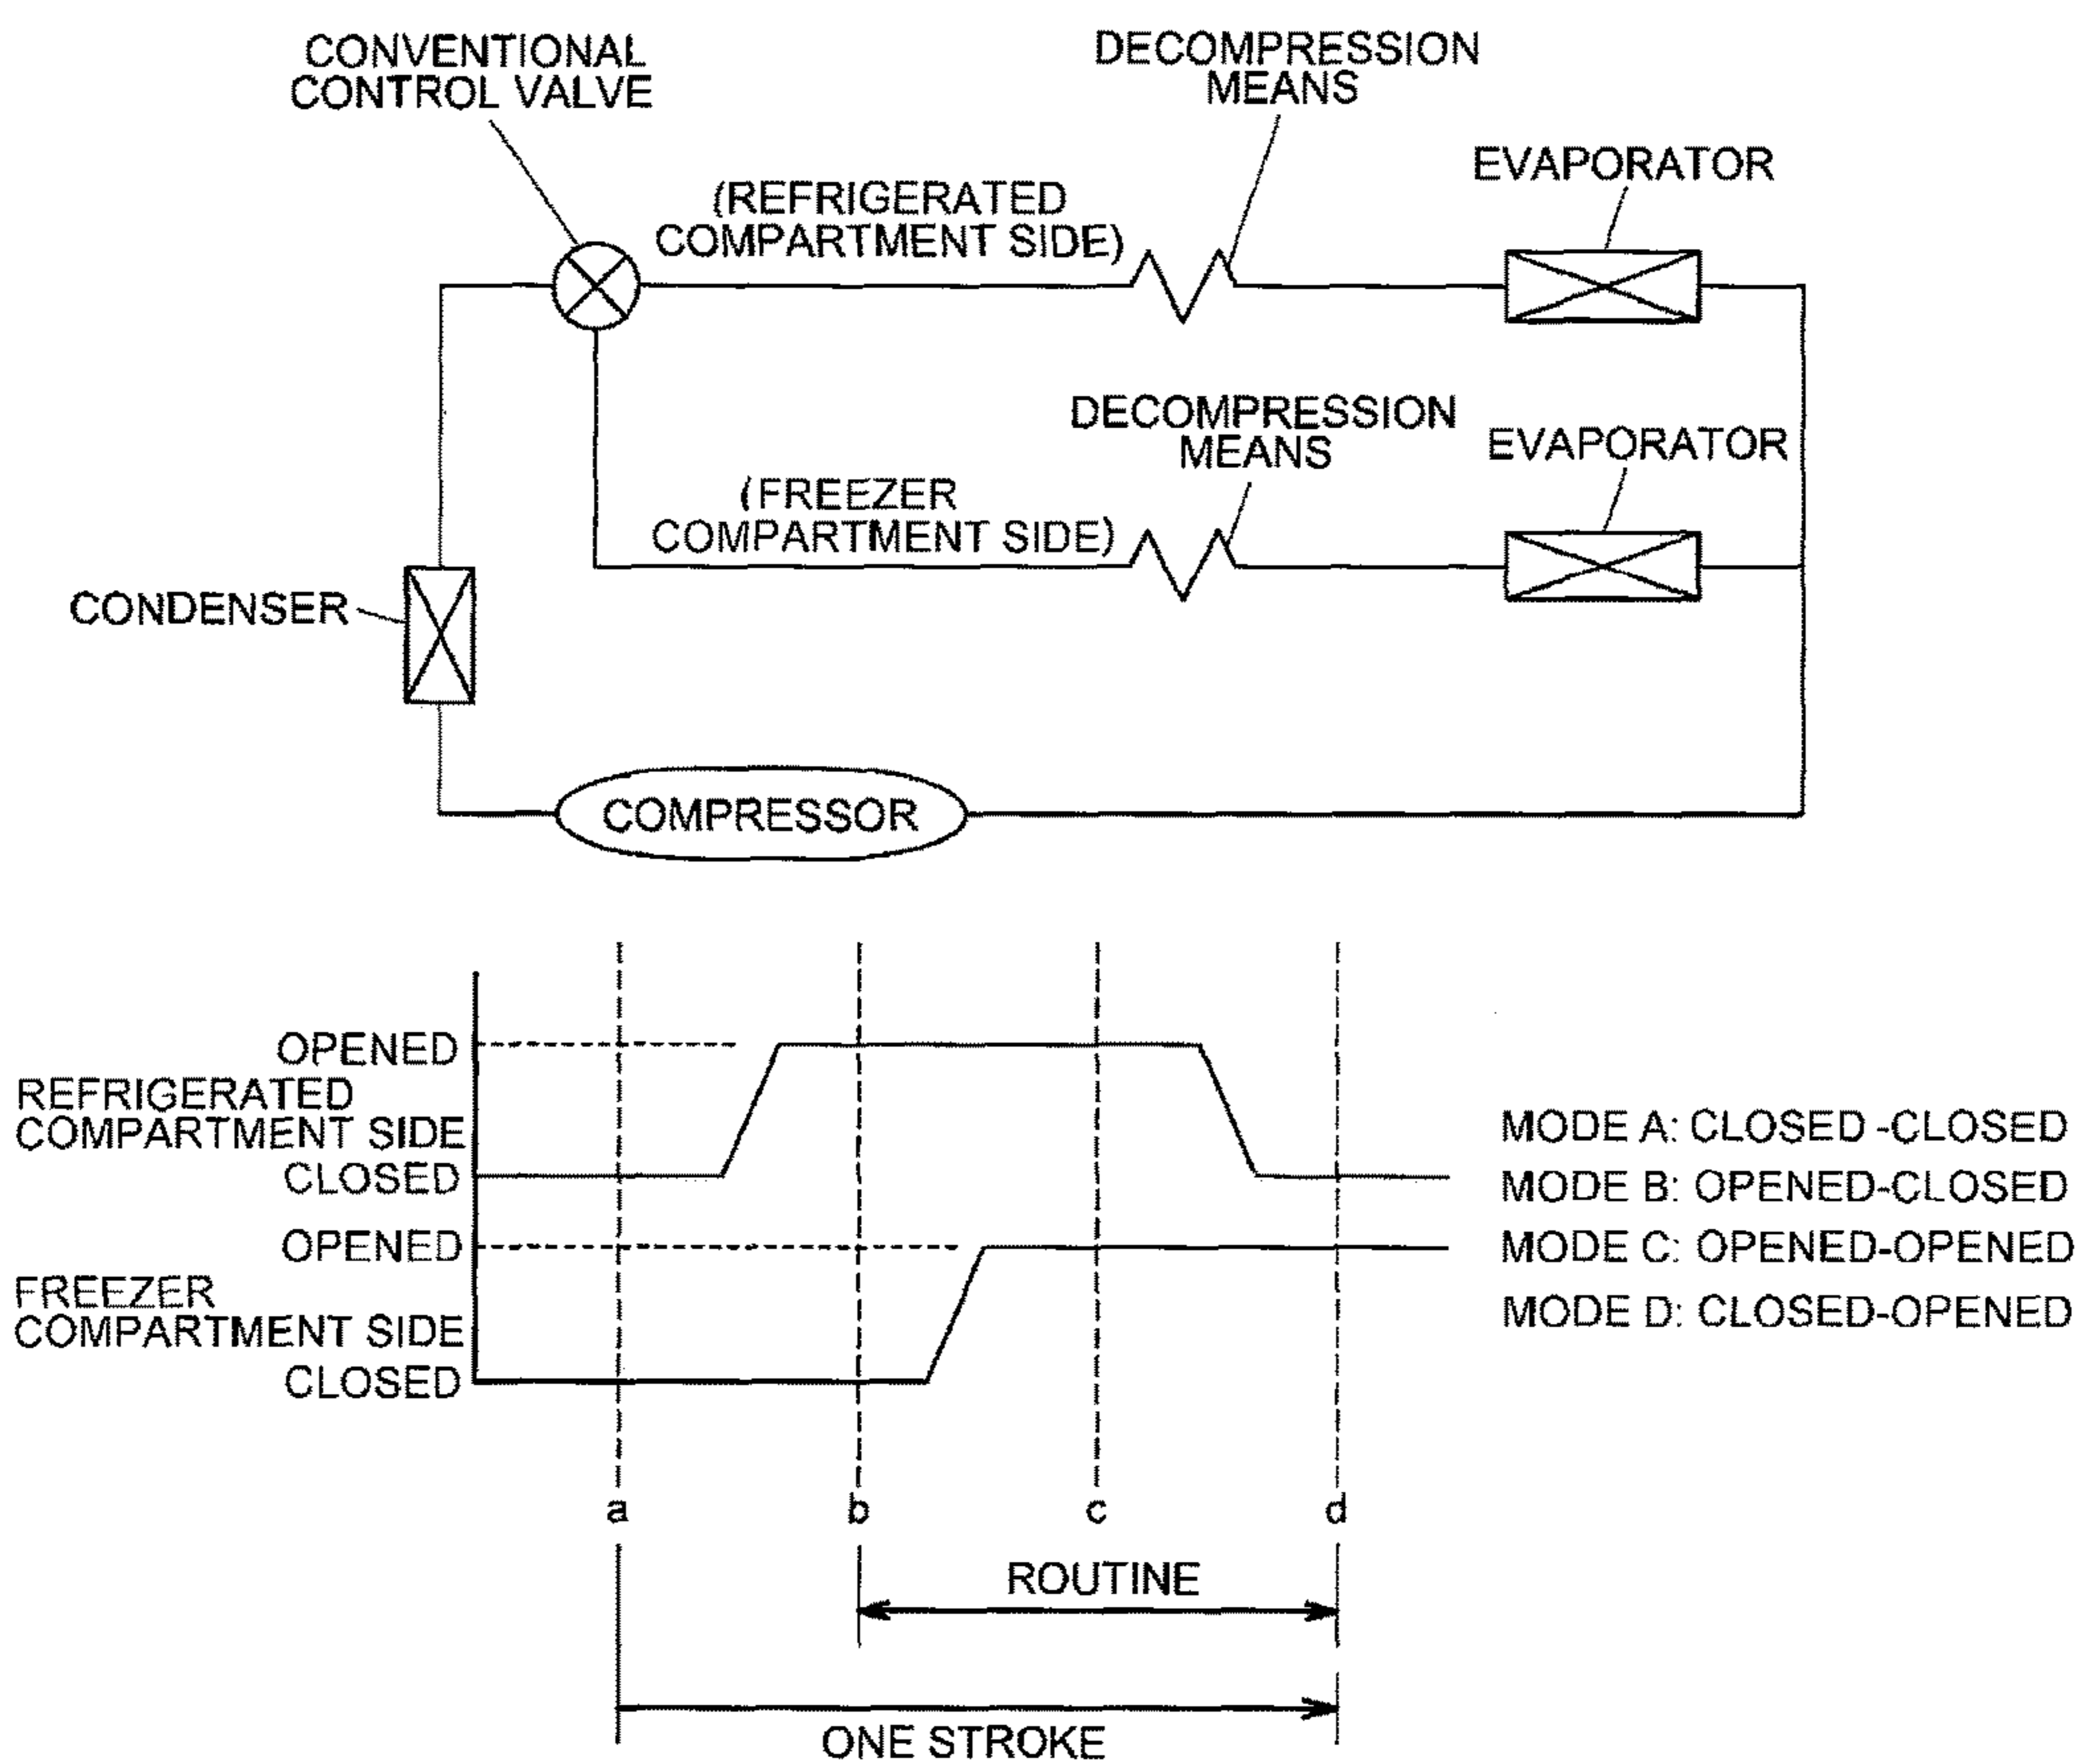 CONVENTIONAL
CONTROL VALVE
DECOMPRESSION
MEANS
EVAPORATOR
(REFRIGERATED
COMPARTMENT SIDE)
DECOMPRESSION
MEANS
EVAPORATOR
(FREEZER
COMPARTMENT SIDE)
CONDENSER
COMPRESSOR
OPENED
REFRIGERATED
COMPARTMENT SIDE
CLOSED
OPENED
FREEZER
COMPARTMENT SIDE
CLOSED
MODE A: CLOSED -CLOSED
MODE B: OPENED-CLOSED
MODE C: OPENED-OPENED
MODE D: CLOSED-OPENED
a b c d
ROUTINE
ONE STROKE